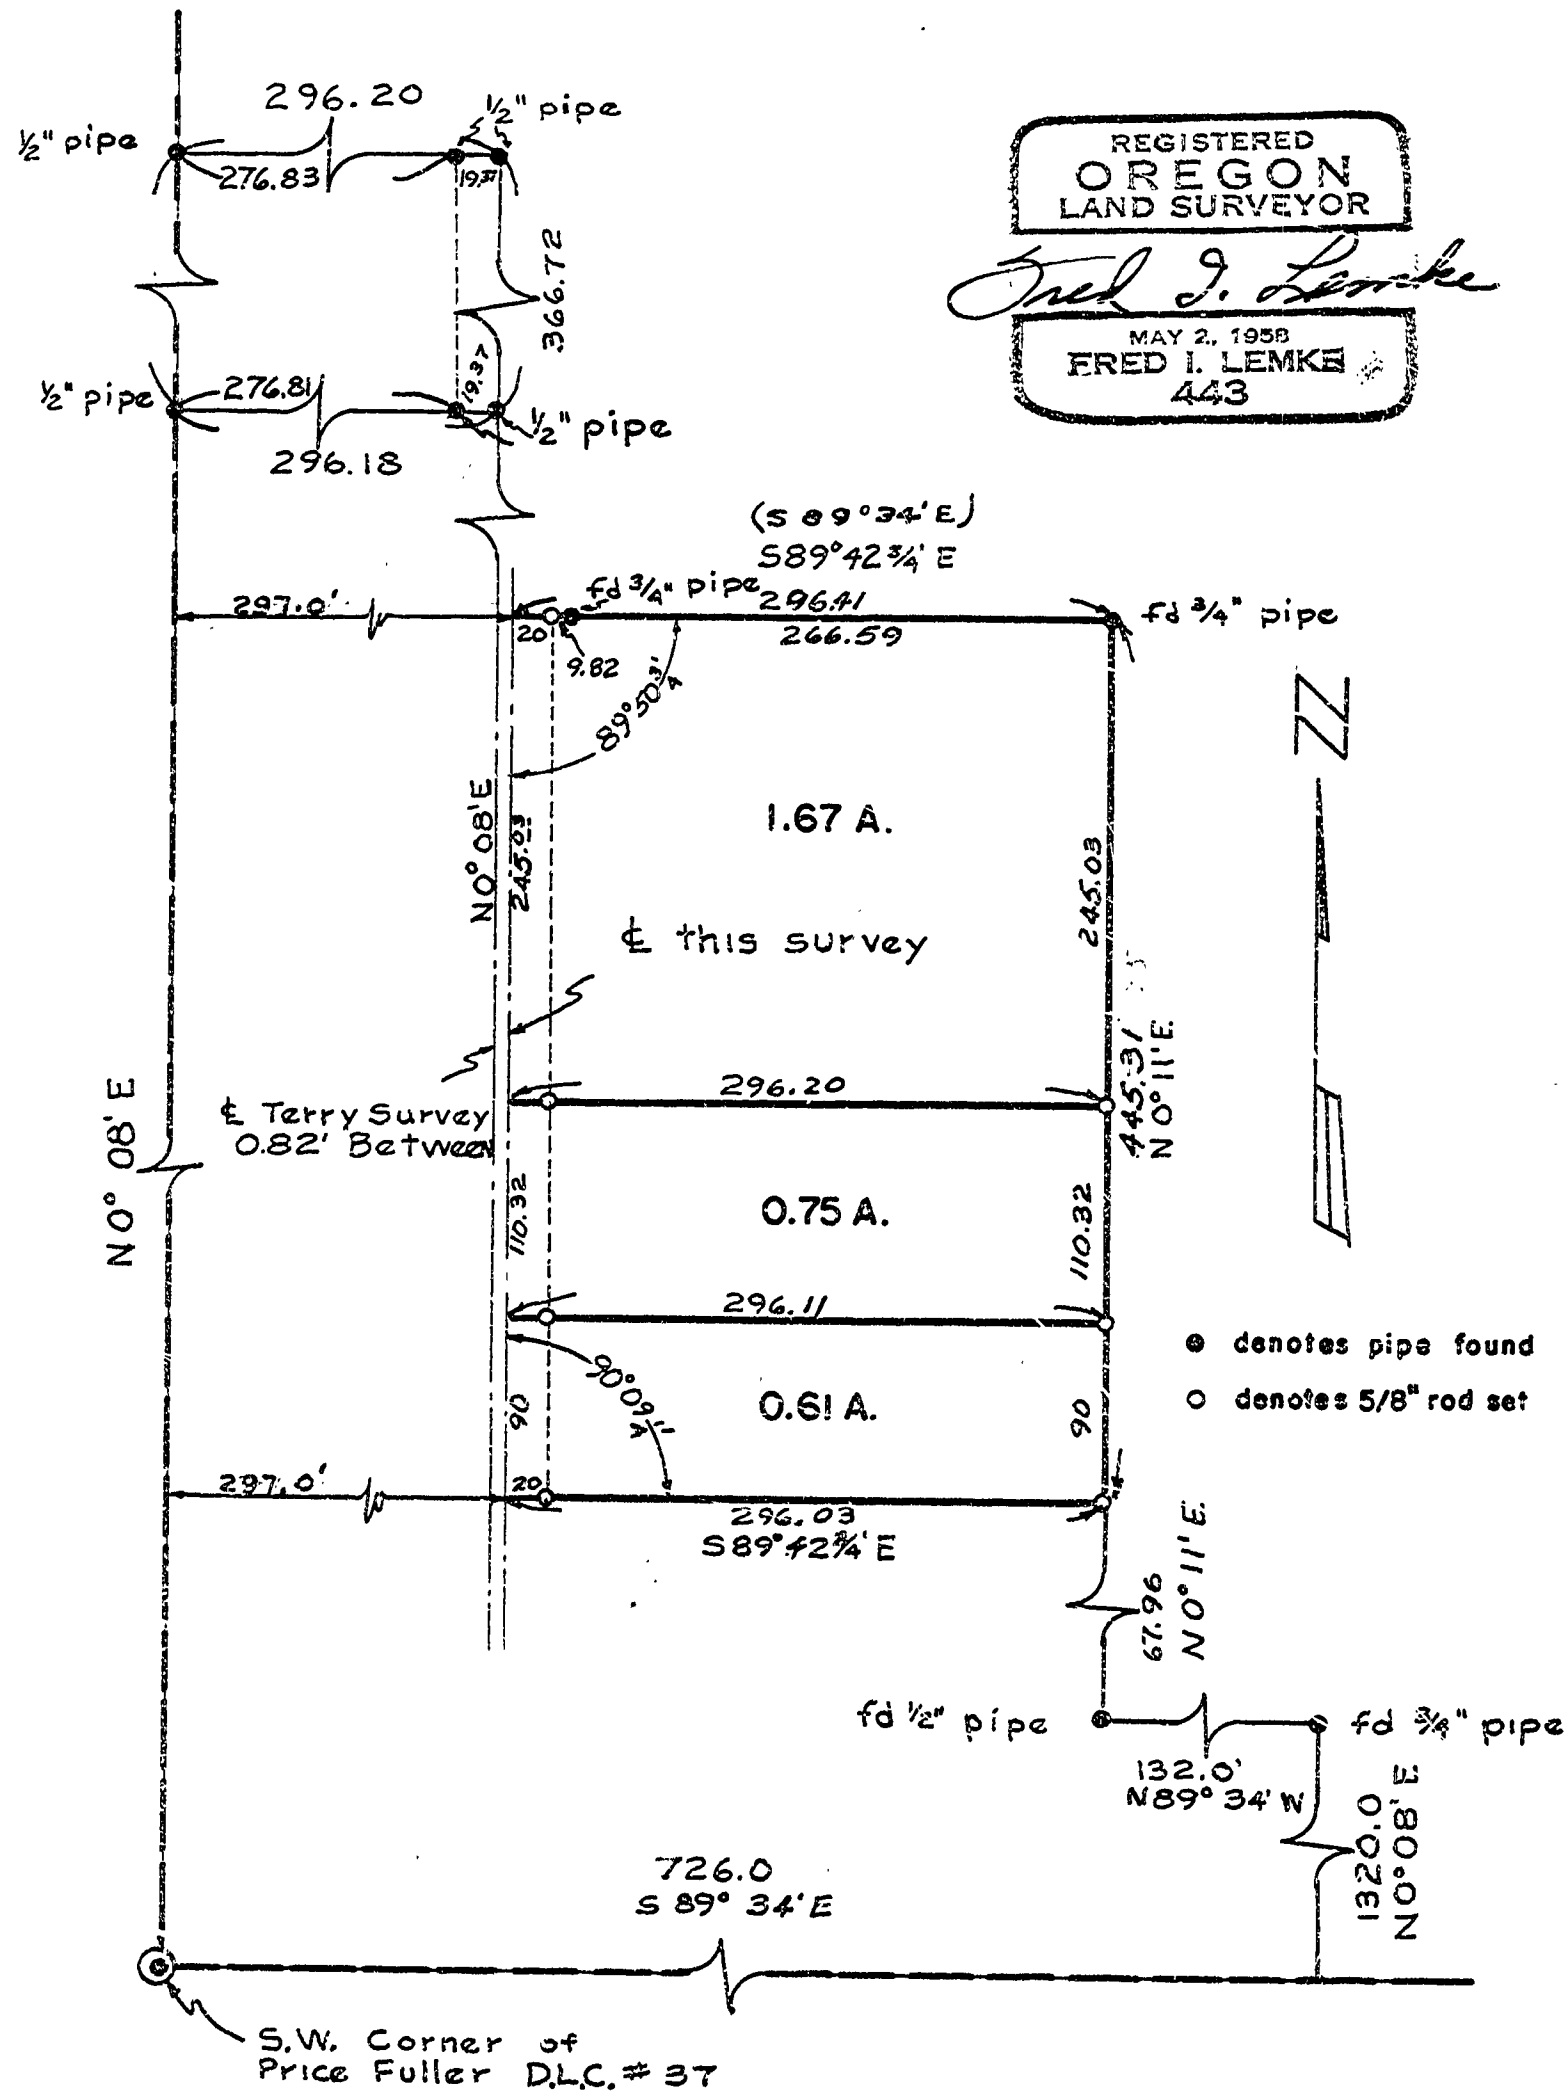 296.20
½" pipe
½" pipe
276.83
19.37
366.72
REGISTERED
OREGON
LAND SURVEYOR
Fred I. Lemke
MAY 2, 1958
FRED I. LEMKE
443
½" pipe
276.81
19.37
½" pipe
296.18
(S 89°34' E)
S89°42¾' E
297.0'
fd ¾" pipe
296.41
fd ¾" pipe
20
266.59
9.82
89°50¾'
N
N0°08'E
245.03
1.67 A.
245.03
₵ this survey
445.31
N0°11'E.
296.20
N0° 08' E
₵ Terry Survey
0.82' Between
110.32
0.75 A.
110.32
296.11
denotes pipe found
90°09¼'
90
0.61 A.
90
denotes 5/8" rod set
297.0'
20
296.03
S89°42¾' E
67.96
N0°11'E.
fd ½" pipe
fd ¾" pipe
132.0'
N89° 34' W
1320.0
N0°08' E
726.0
S 89° 34' E
S.W. Corner of
Price Fuller D.L.C. # 37